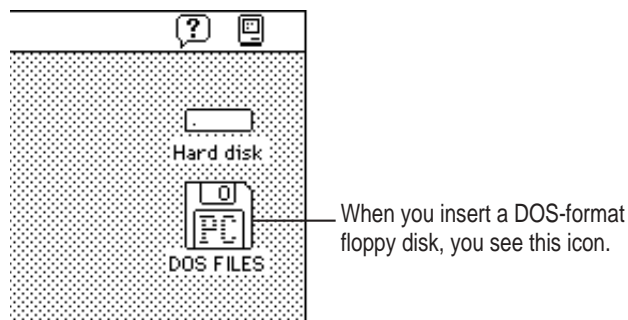 ?
Hard disk
PC
DOS FILES
When you insert a DOS-format
floppy disk, you see this icon.